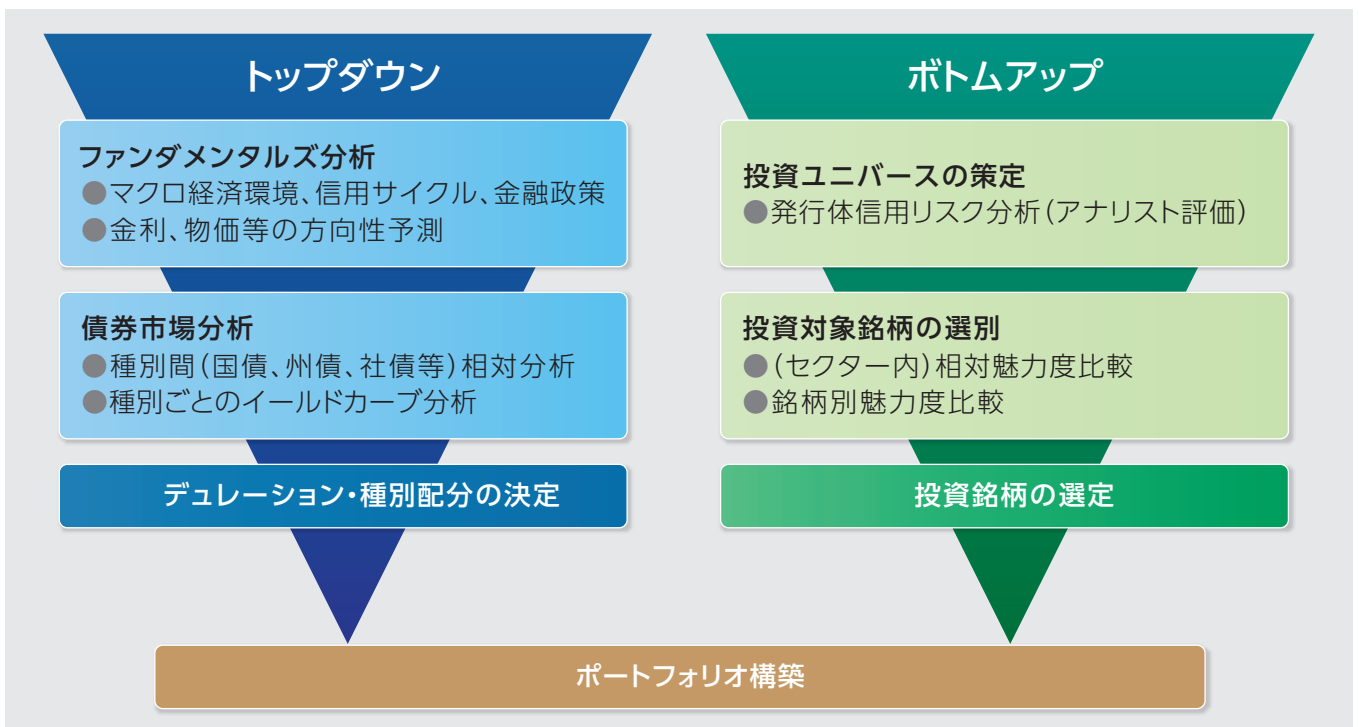 トップダウン
ファンダメンタルズ分析
●マクロ経済環境、信用サイクル、金融政策
●金利、物価等の方向性予測
債券市場分析
●種別間(国債、州債、社債等)相対分析
●種別ごとのイールドカーブ分析
デュレーション・種別配分の決定
ボトムアップ
投資ユニバースの策定
●発行体信用リスク分析(アナリスト評価)
投資対象銘柄の選別
●(セクター内)相対魅力度比較
●銘柄別魅力度比較
投資銘柄の選定
ポートフォリオ構築